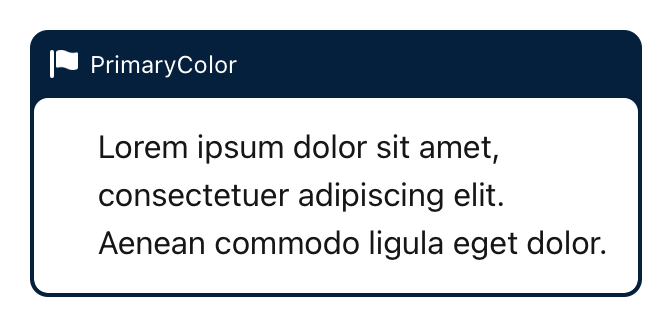 PrimaryColor
Lorem ipsum dolor sit amet,
consectetuer adipiscing elit.
Aenean commodo ligula eget dolor.